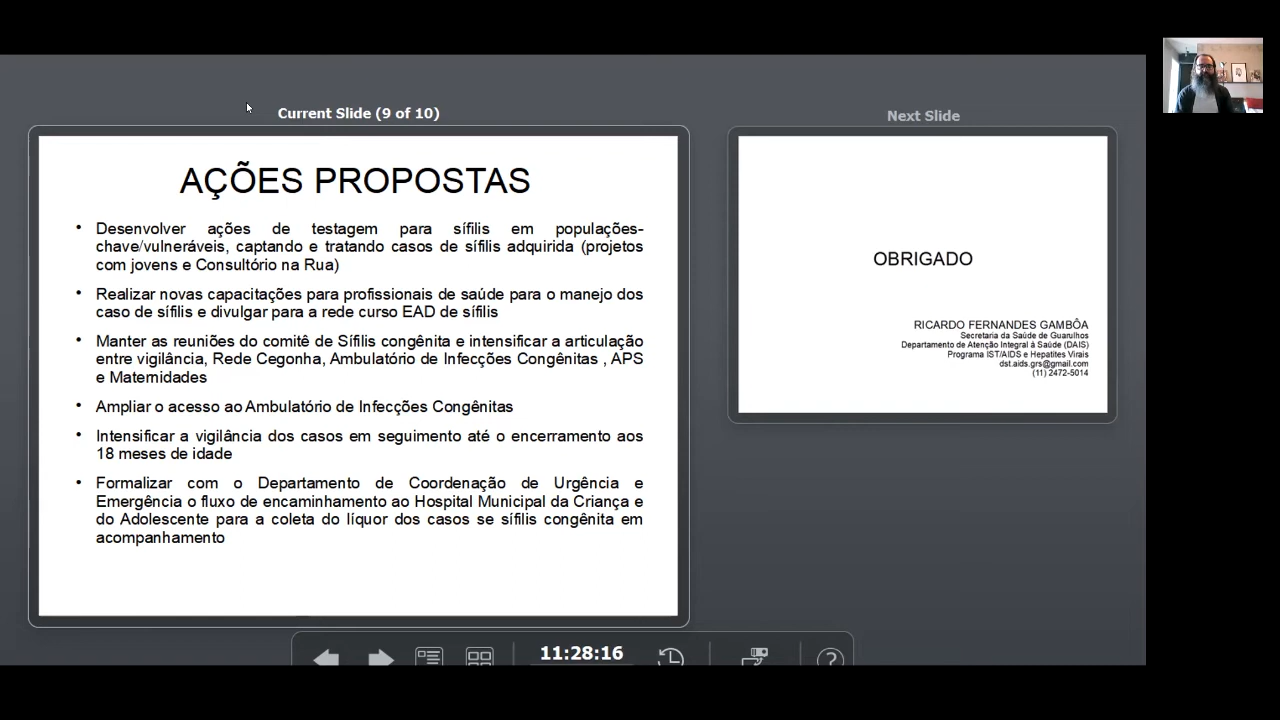 Current Slide (9 of 10)
AÇÕES PROPOSTAS
• Desenvolver ações de testagem para sífilis em populações-
chave/vulneráveis, captando e tratando casos de sífilis adquirida (projetos
com jovens e Consultório na Rua)
• Realizar novas capacitações para profissionais de saúde para o manejo dos
caso de sífilis e divulgar para a rede curso EAD de sífilis
• Manter as reuniões do comitê de Sífilis congênita e intensificar a articulação
entre vigilância, Rede Cegonha, Ambulatório de Infecções Congênitas , APS
e Maternidades
• Ampliar o acesso ao Ambulatório de Infecções Congênitas
• Intensificar a vigilância dos casos em seguimento até o encerramento aos
18 meses de idade
• Formalizar com o Departamento de Coordenação de Urgência e
Emergência o fluxo de encaminhamento ao Hospital Municipal da Criança e
do Adolescente para a coleta do líquor dos casos se sífilis congênita em
acompanhamento
Next Slide
OBRIGADO
RICARDO FERNANDES GAMBÔA
Secretaria da Saúde de Guarulhos
Departamento de Atenção Integral à Saúde (DAIS)
Programa IST/AIDS e Hepatites Virais
dst.aids.grs@gmail.com
(11) 2472-5014
11:28:16
?